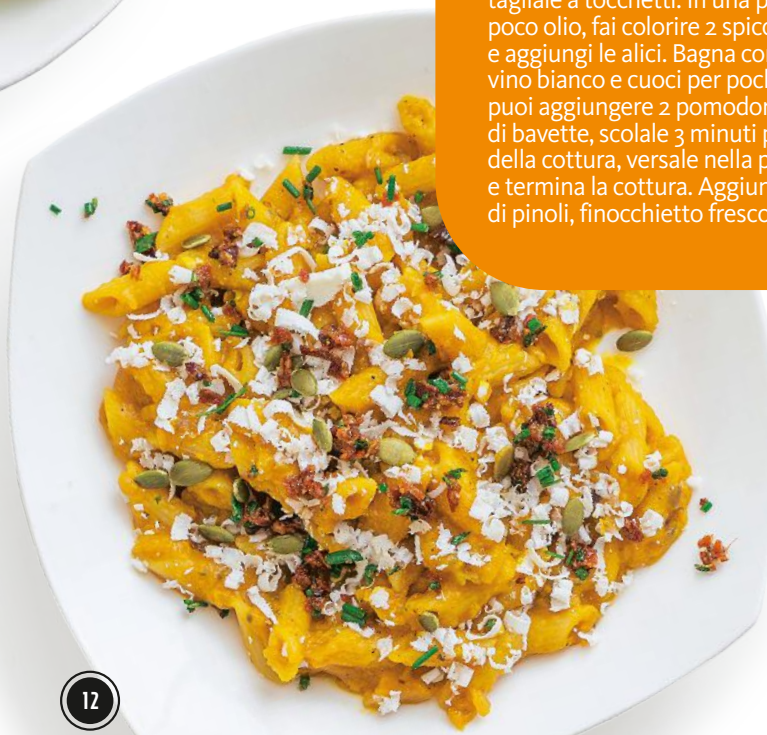 tagliale a tocchetti. In una p
poco olio, fai colorire 2 spicc
e aggiungi le alici. Bagna co
vino bianco e cuoci per poch
puoi aggiungere 2 pomodor
di bavette, scolale 3 minuti p
della cottura, versale nella p
e termina la cottura. Aggiun
di pinoli, finocchietto fresco
12